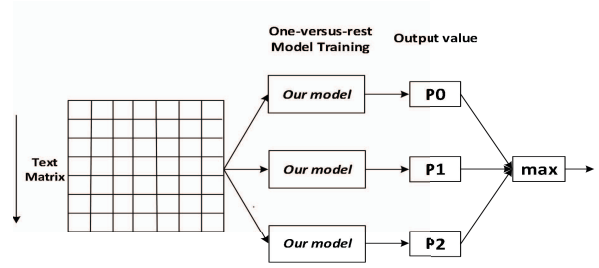 One-versus-rest
Model Training
Output value
Text
Matrix
Our model
P0
Our model
P1
max
Our model
P2